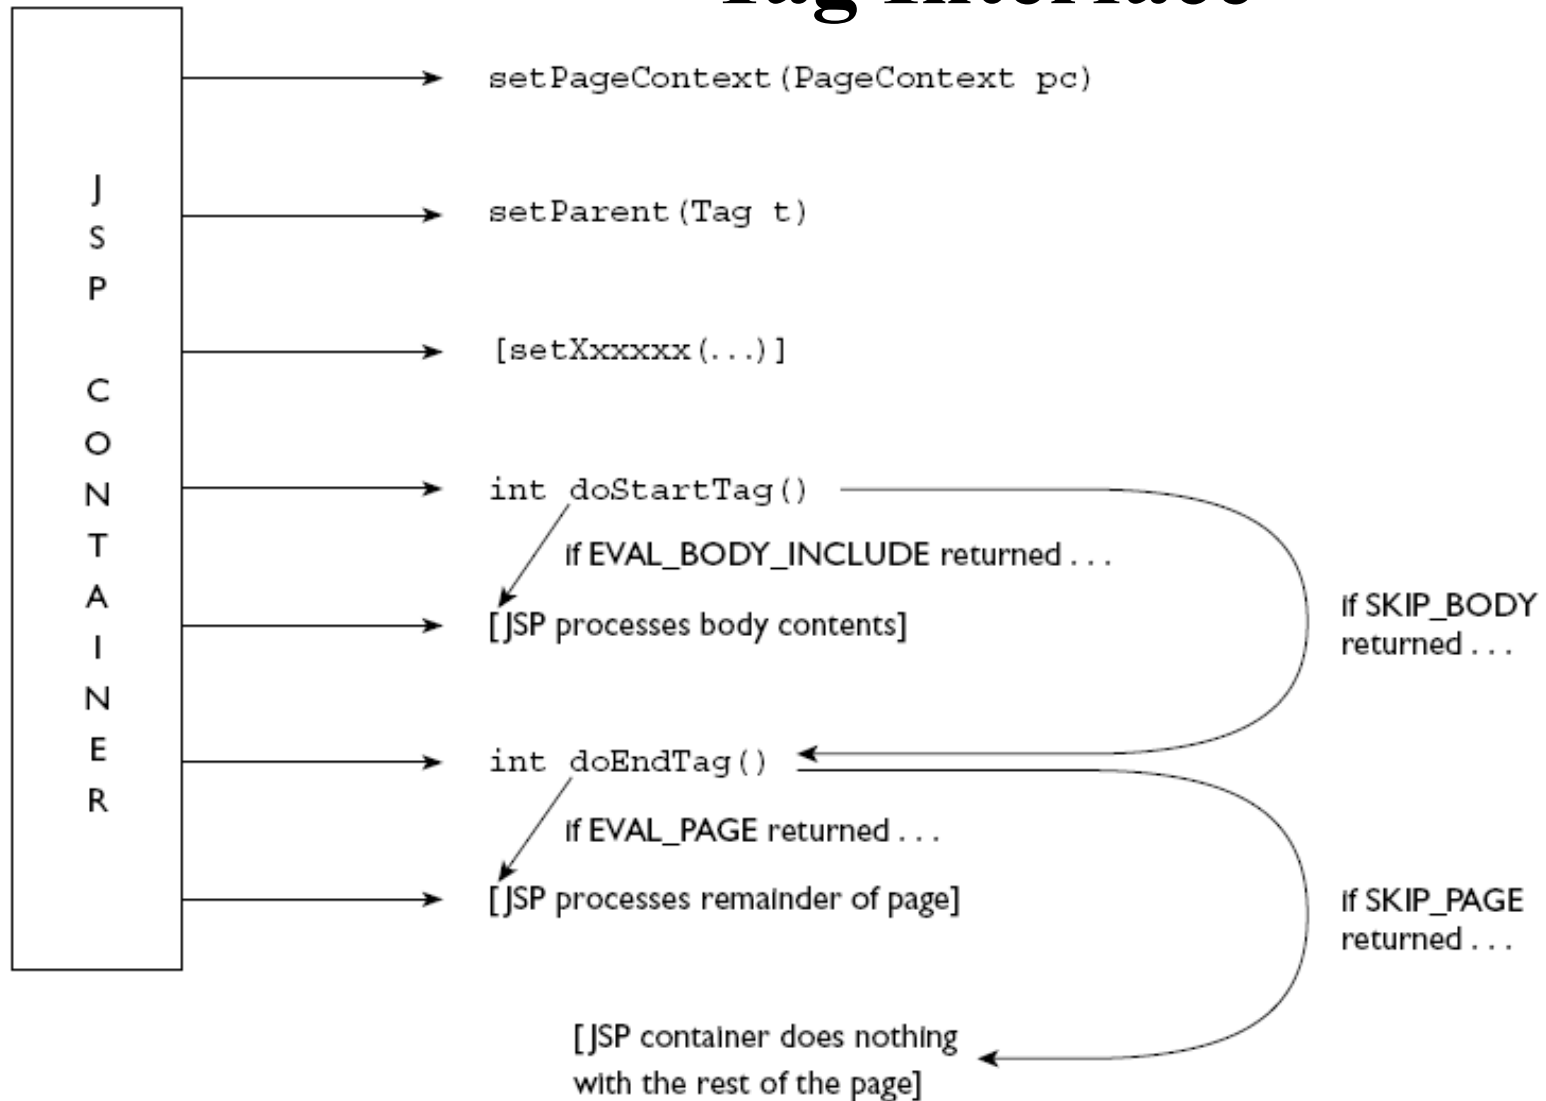 Tag Interface
JSP CONTAINER
setPageContext(PageContext pc)
setParent(Tag t)
[setXxxxxx(...)]
int doStartTag()
if EVAL_BODY_INCLUDE returned . . .
if SKIP_BODY
returned . . .
[JSP processes body contents]
int doEndTag()
if EVAL_PAGE returned . . .
[JSP processes remainder of page]
if SKIP_PAGE
returned . . .
[JSP container does nothing
with the rest of the page]